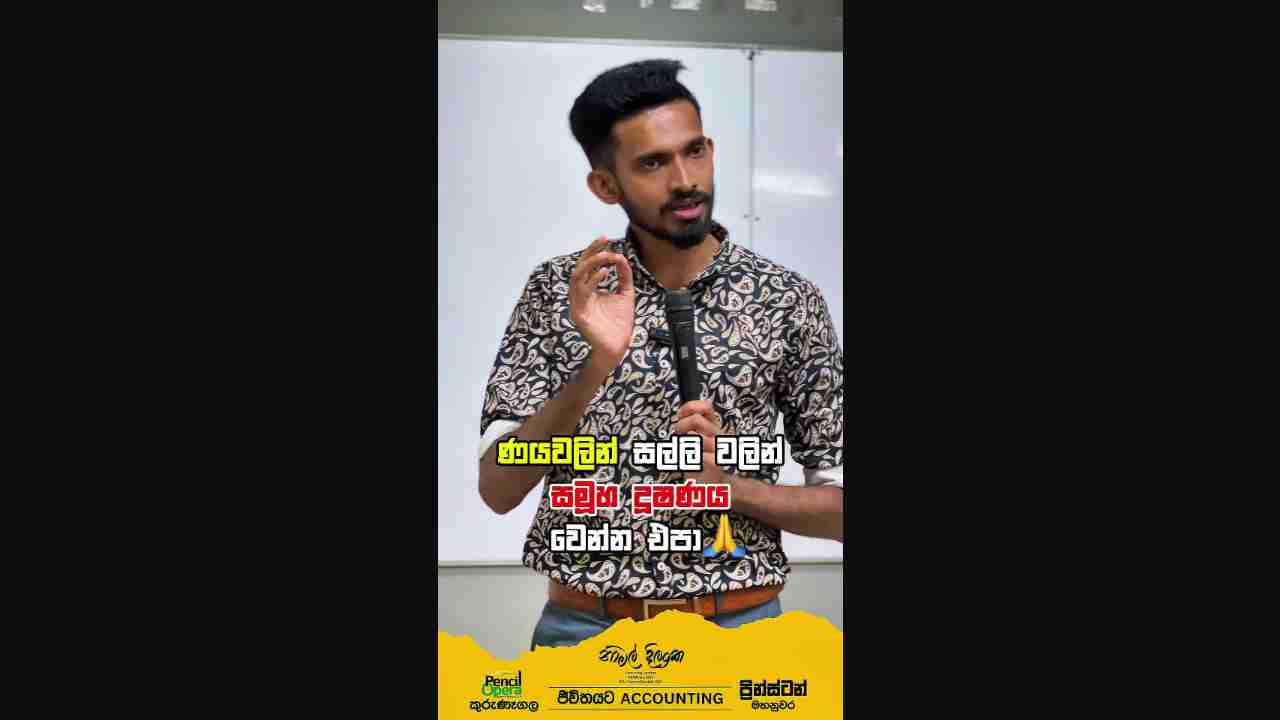 ණයවලින් සල්ලි වලින්
සමූහ දූෂණය
වෙන්න එපා🙏
Pencil
Opera
කුරුණෑගල
ජීවිතයට ACCOUNTING
ප්‍රින්ස්ටන්
මහනුවර